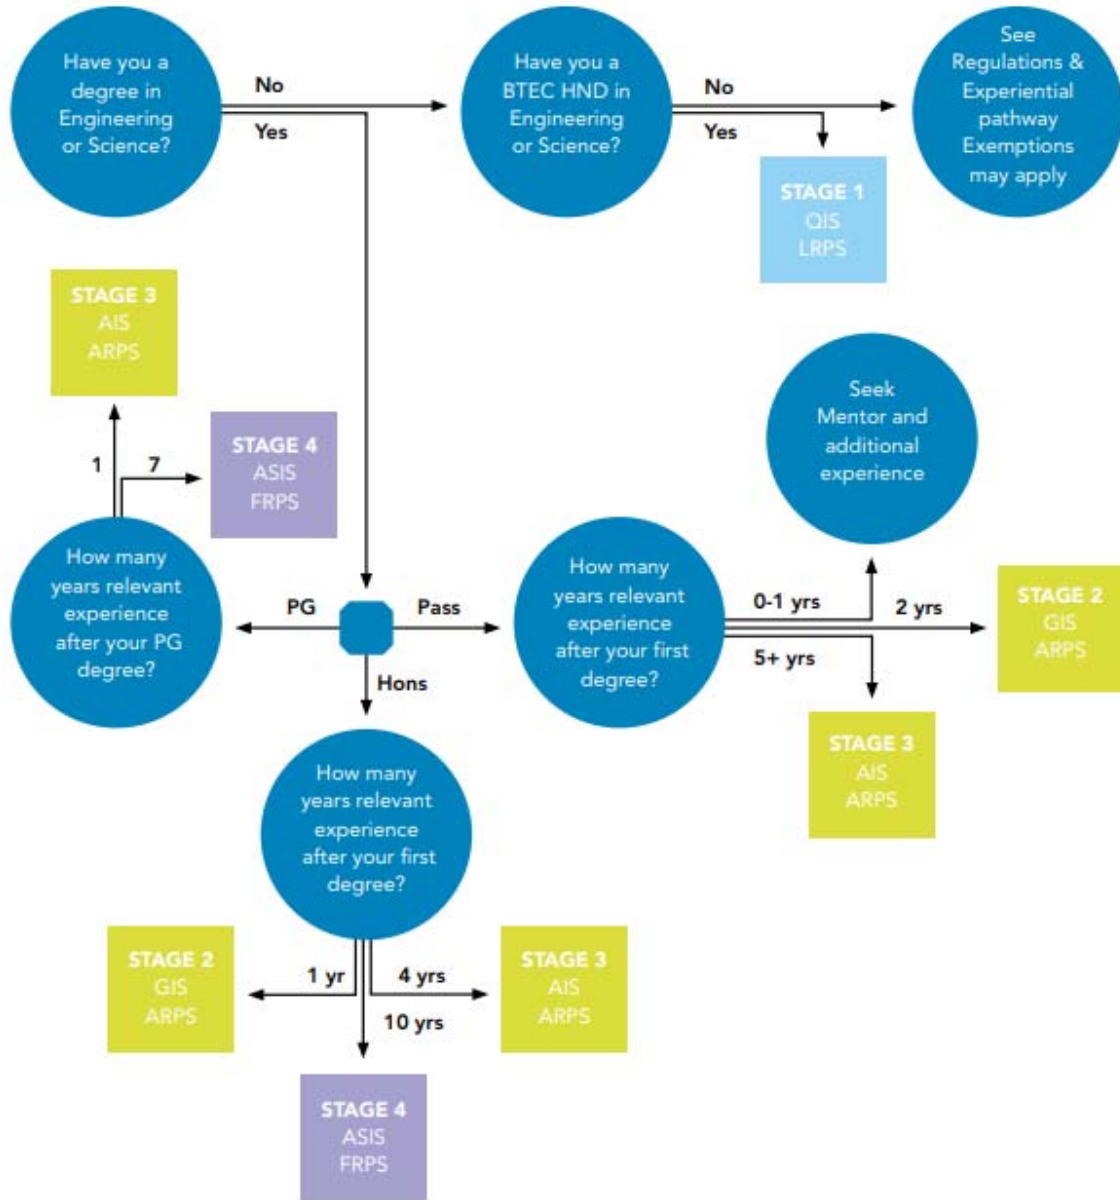 Have you a
degree in
Engineering
or Science?
No
Yes
Have you a
BTEC HND in
Engineering
or Science?
No
Yes
See
Regulations &
Experiential
pathway
Exemptions
may apply
STAGE 1
QIS
LRPS
STAGE 3
AIS
ARPS
1
7
STAGE 4
ASIS
FRPS
How many
years relevant
experience
after your PG
degree?
PG
Pass
Hons
How many
years relevant
experience
after your first
degree?
0-1 yrs
2 yrs
5+ yrs
Seek
Mentor and
additional
experience
STAGE 2
GIS
ARPS
STAGE 3
AIS
ARPS
How many
years relevant
experience
after your first
degree?
1 yr
4 yrs
10 yrs
STAGE 2
GIS
ARPS
STAGE 3
AIS
ARPS
STAGE 4
ASIS
FRPS